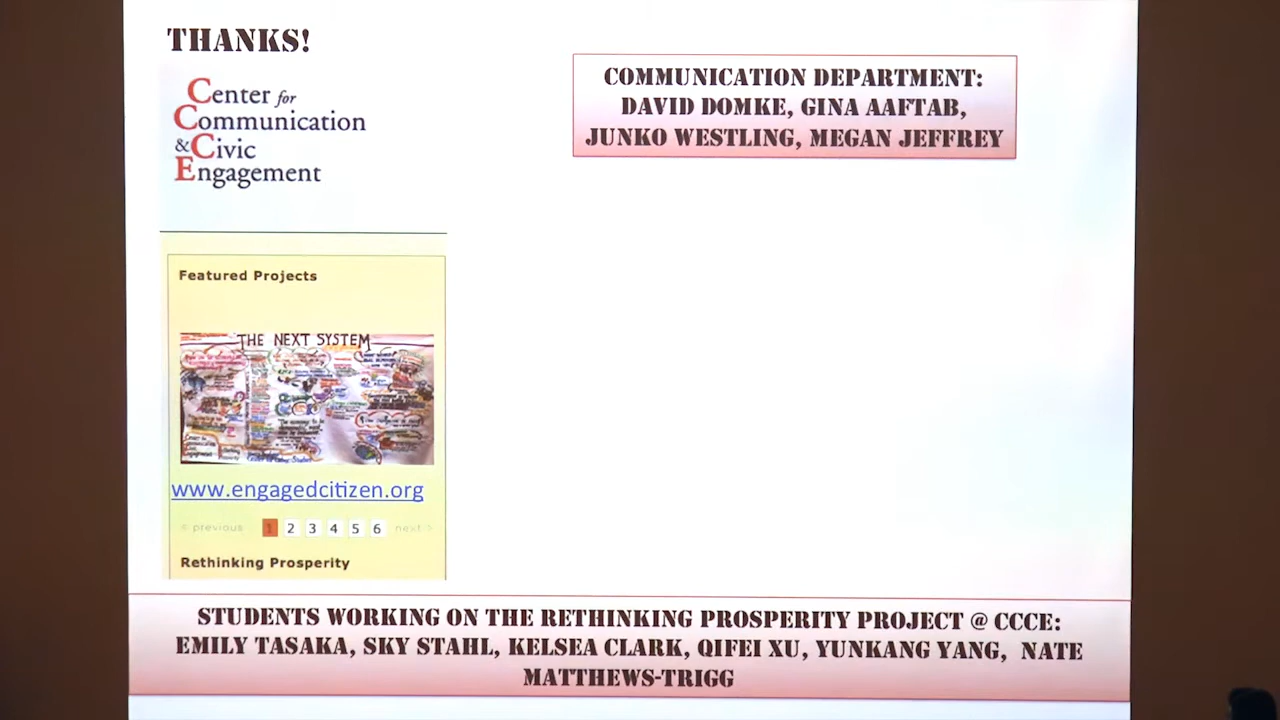 THANKS!
Center for
Communication
& Civic
Engagement
COMMUNICATION DEPARTMENT:
DAVID DOMKE, GINA AAFTAB,
JUNKO WESTLING, MEGAN JEFFREY
Featured Projects
THE NEXT SYSTEM
www.engagedcitizen.org
< previous 1 2 3 4 5 6 next >
Rethinking Prosperity
STUDENTS WORKING ON THE RETHINKING PROSPERITY PROJECT @ CCCE:
EMILY TASAKA, SKY STAHL, KELSEA CLARK, QIFEI XU, YUNKANG YANG, NATE
MATTHEWS-TRIGG